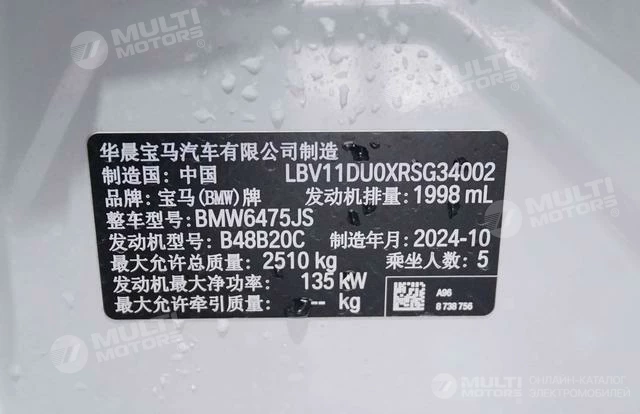 MULTI
MOTORS
MULTI
MOTORS
华晨宝马汽车有限公司制造
制造国: 中国 LBV11DU0XRSG34002
品牌: 宝马(BMW)牌 发动机排量: 1998 mL
整车型号: BMW6475JS
发动机型号: B48B20C 制造年月: 2024-10
最大允许总质量: 2510 kg 乘坐人数: 5
发动机最大净功率: 135 kW
最大允许牵引质量: -- kg
A96
8 738 756
MULTI
MOTORS
MULTI
MOTORS
ОНЛАЙН-КАТАЛОГ
ЭЛЕКТРОМОБИЛЕЙ